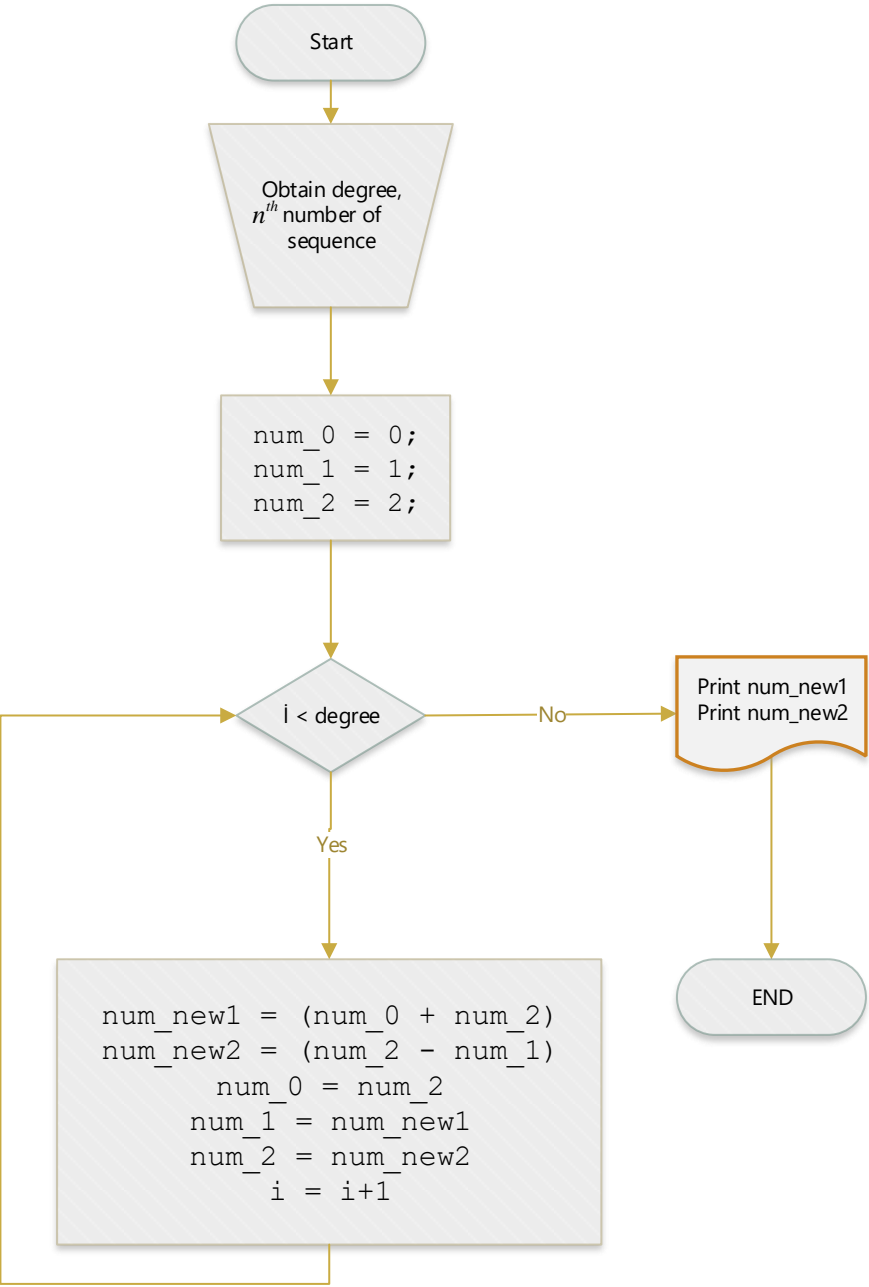 Start
Obtain degree,
nth number of
sequence
num_0 = 0;
num_1 = 1;
num_2 = 2;
İ < degree
No
Print num_new1
Print num_new2
Yes
num_new1 = (num_0 + num_2)
num_new2 = (num_2 - num_1)
num_0 = num_2
num_1 = num_new1
num_2 = num_new2
i = i+1
END